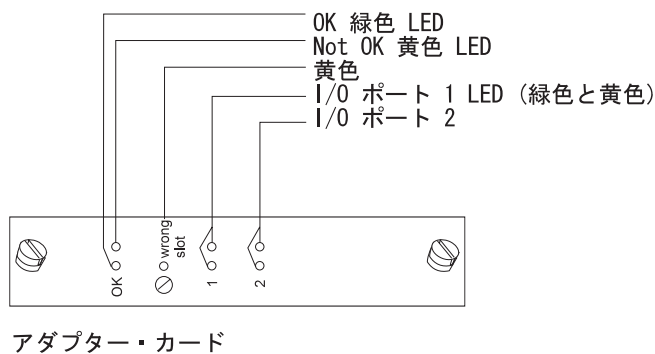 OK 緑色 LED
Not OK 黄色 LED
黄色
I/O ポート 1 LED (緑色と黄色)
I/O ポート 2
OK
wrong
slot
1
2
アダプター・カード